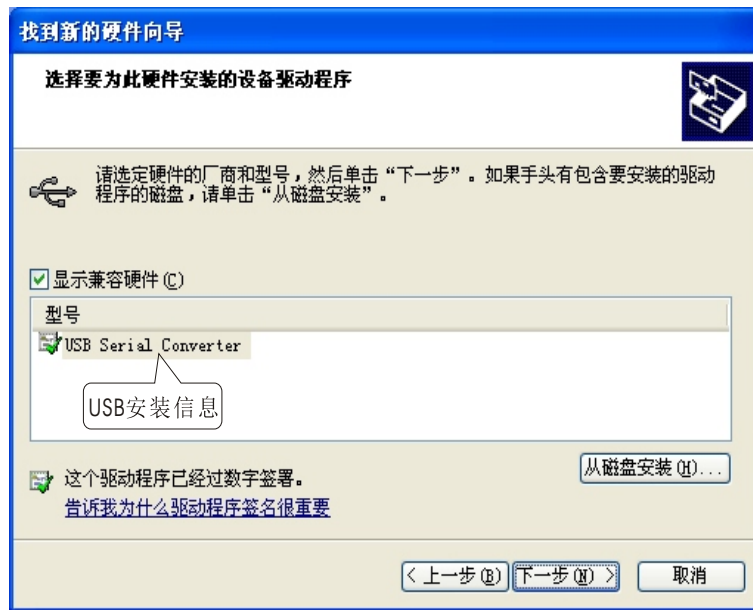 找到新的硬件向导
选择要为此硬件安装的设备驱动程序
请选定硬件的厂商和型号，然后单击“下一步”。如果手头有包含要安装的驱动
程序的磁盘，请单击“从磁盘安装”。
显示兼容硬件(C)
型号
USB Serial Converter
USB安装信息
这个驱动程序已经过数字签署。
告诉我为什么驱动程序签名很重要
从磁盘安装(H)...
< 上一步(B) 下一步(N) > 取消